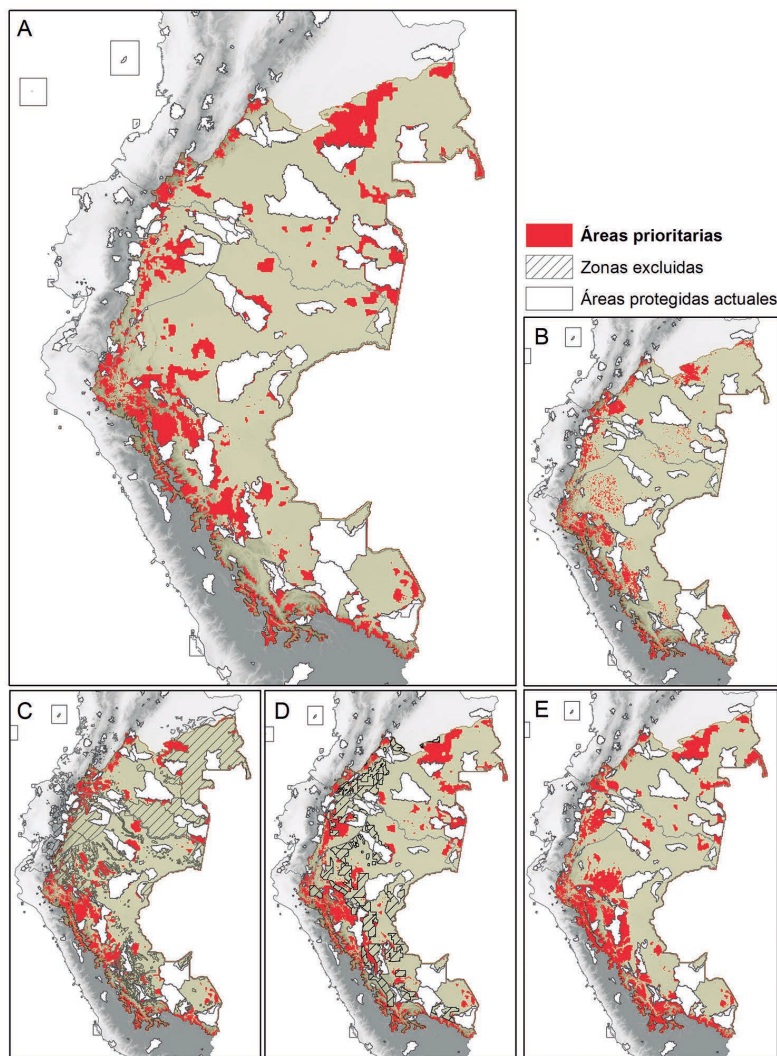 A
Áreas prioritarias
Zonas excluidas
Áreas protegidas actuales
B
C
D
E